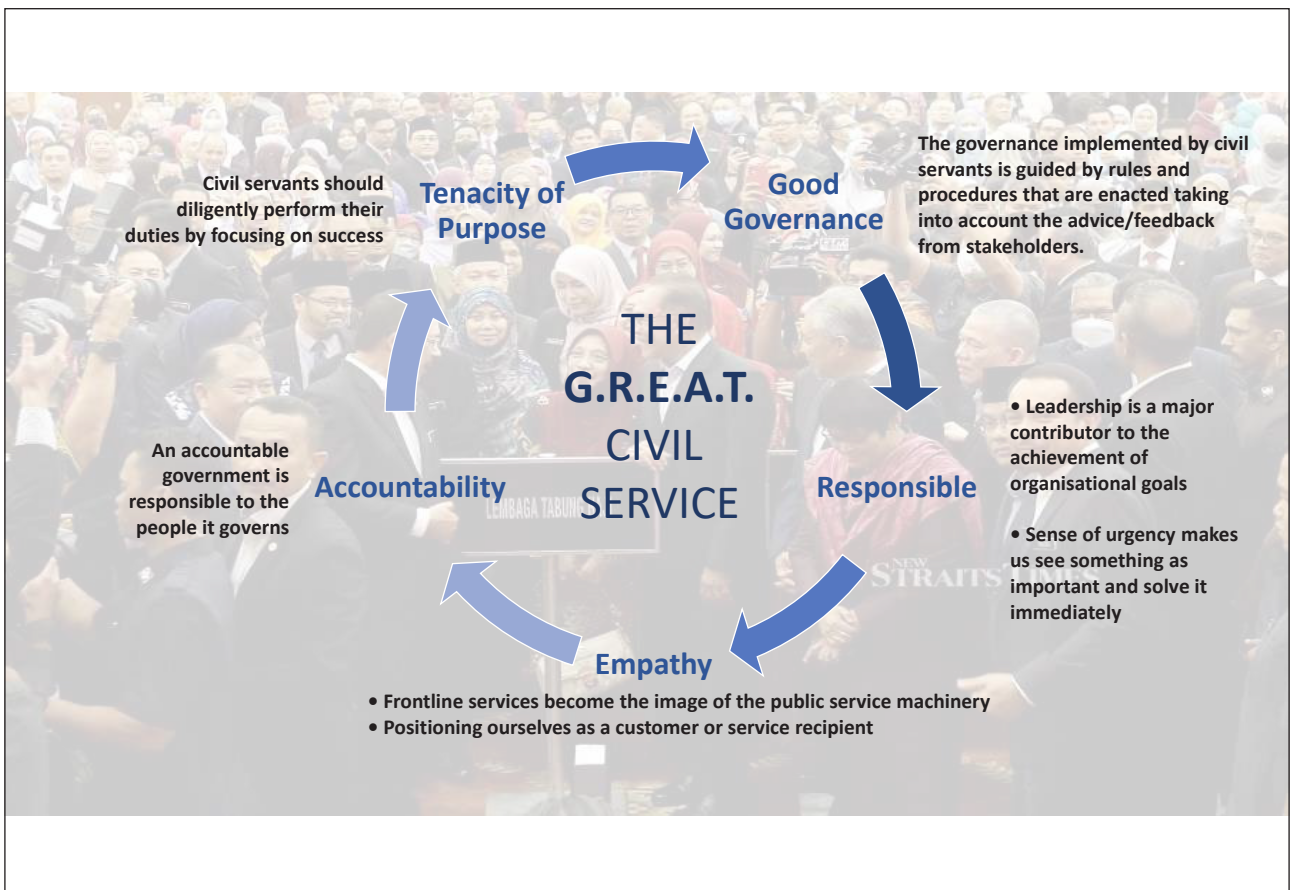 THE
G.R.E.A.T.
CIVIL
SERVICE
Good
Governance
The governance implemented by civil
servants is guided by rules and
procedures that are enacted taking
into account the advice/feedback
from stakeholders.
Responsible
• Leadership is a major
contributor to the
achievement of
organisational goals
• Sense of urgency makes
us see something as
important and solve it
immediately
Empathy
• Frontline services become the image of the public service machinery
• Positioning ourselves as a customer or service recipient
Accountability
An accountable
government is
responsible to the
people it governs
Tenacity of
Purpose
Civil servants should
diligently perform their
duties by focusing on success
LEMBAGA TABUNG
NEW
STRAITS TIMES